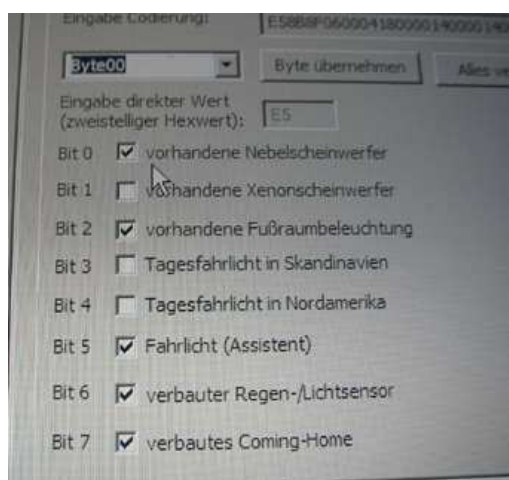 Eingabe Codierung:
Byte00
Byte übernehmen
Alles
Eingabe direkter Wert
(zweistelliger Hexwert):
E5
Bit 0 vorhandene Nebelscheinwerfer
Bit 1 vorhandene Xenonscheinwerfer
Bit 2 vorhandene Fußraumbeleuchtung
Bit 3 Tagesfahrlicht in Skandinavien
Bit 4 Tagesfahrlicht in Nordamerika
Bit 5 Fahrlicht (Assistent)
Bit 6 verbauter Regen-/Lichtsensor
Bit 7 verbautes Coming-Home